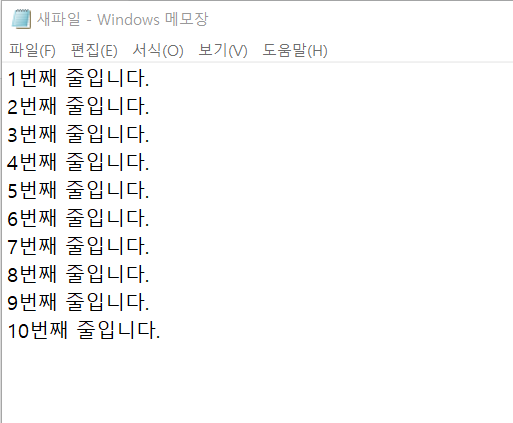 새파일 - Windows 메모장
파일(F) 편집(E) 서식(O) 보기(V) 도움말(H)
1번째 줄입니다.
2번째 줄입니다.
3번째 줄입니다.
4번째 줄입니다.
5번째 줄입니다.
6번째 줄입니다.
7번째 줄입니다.
8번째 줄입니다.
9번째 줄입니다.
10번째 줄입니다.